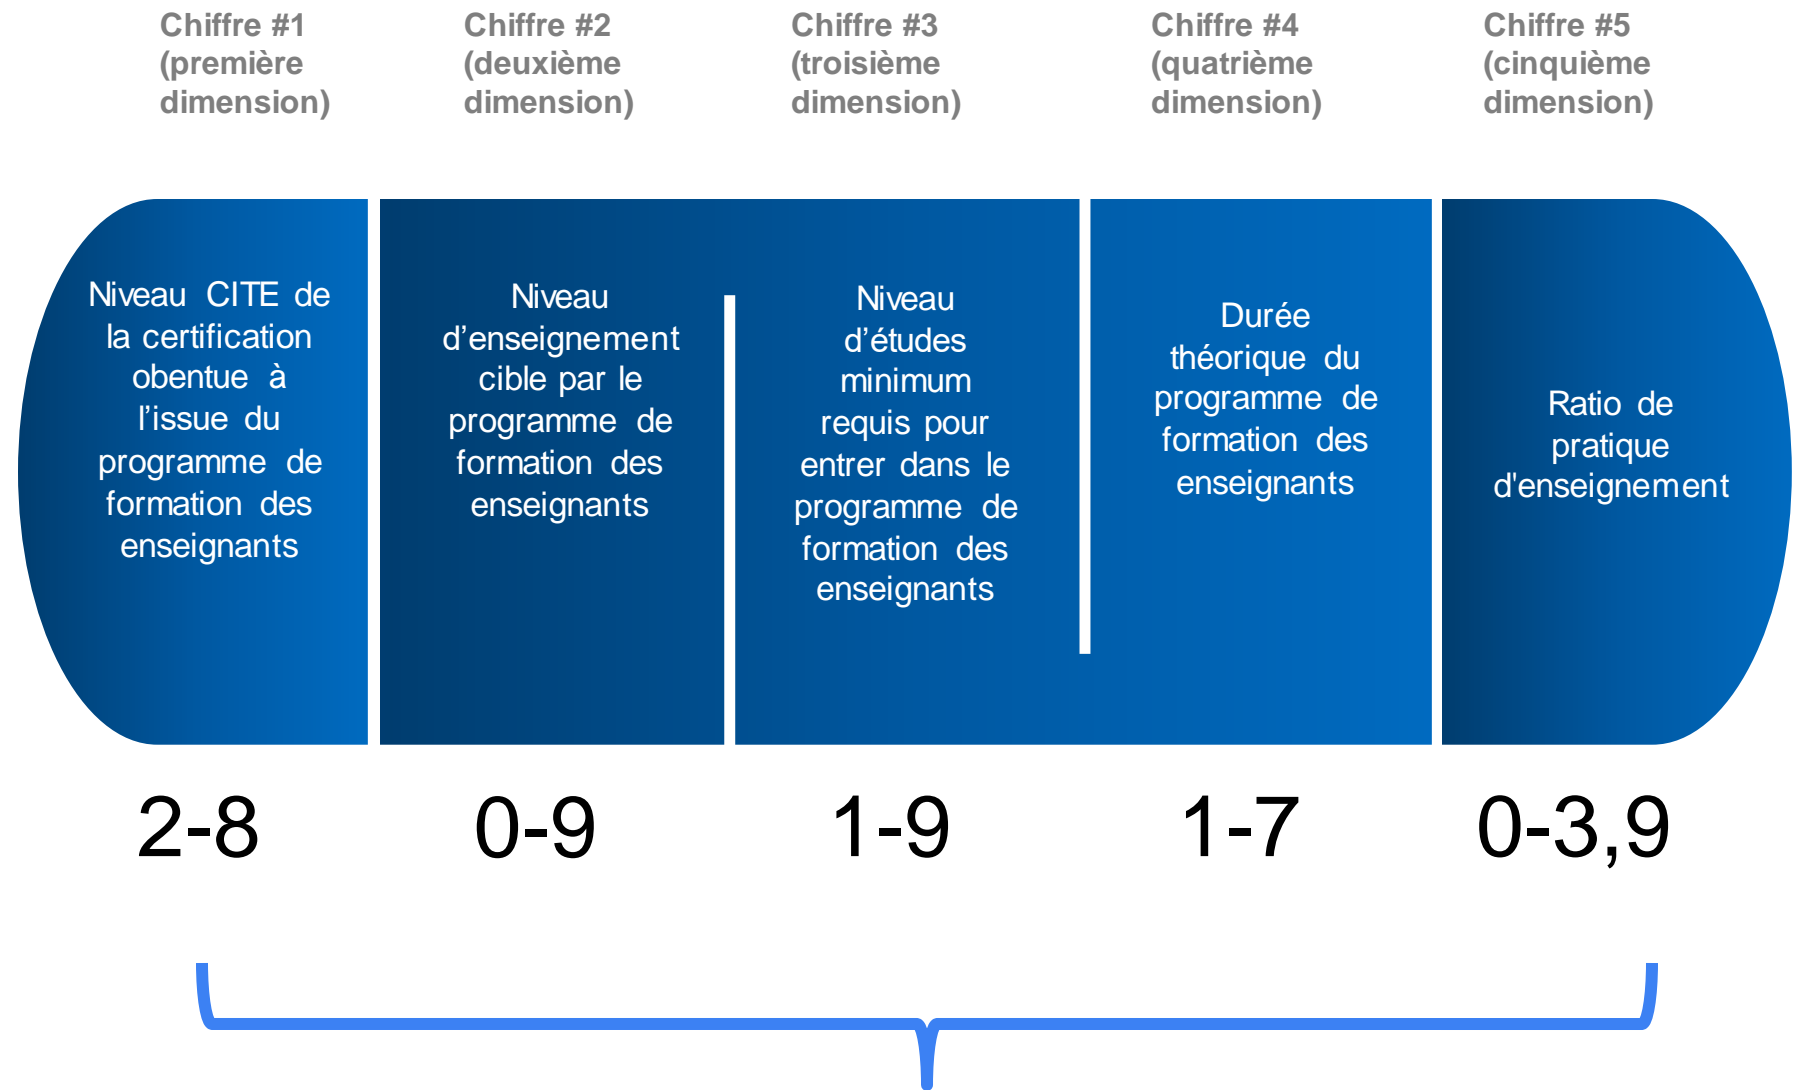 Chiffre #1
(première
dimension)
Chiffre #2
(deuxième
dimension)
Chiffre #3
(troisième
dimension)
Chiffre #4
(quatrième
dimension)
Chiffre #5
(cinquième
dimension)
Niveau CITE de
la certification
obentue à
l’issue du
programme de
formation des
enseignants
Niveau
d’enseignement
cible par le
programme de
formation des
enseignants
Niveau
d’études
minimum
requis pour
entrer dans le
programme de
formation des
enseignants
Durée
théorique du
programme de
formation des
enseignants
Ratio de
pratique
d'enseignement
2-8
0-9
1-9
1-7
0-3,9